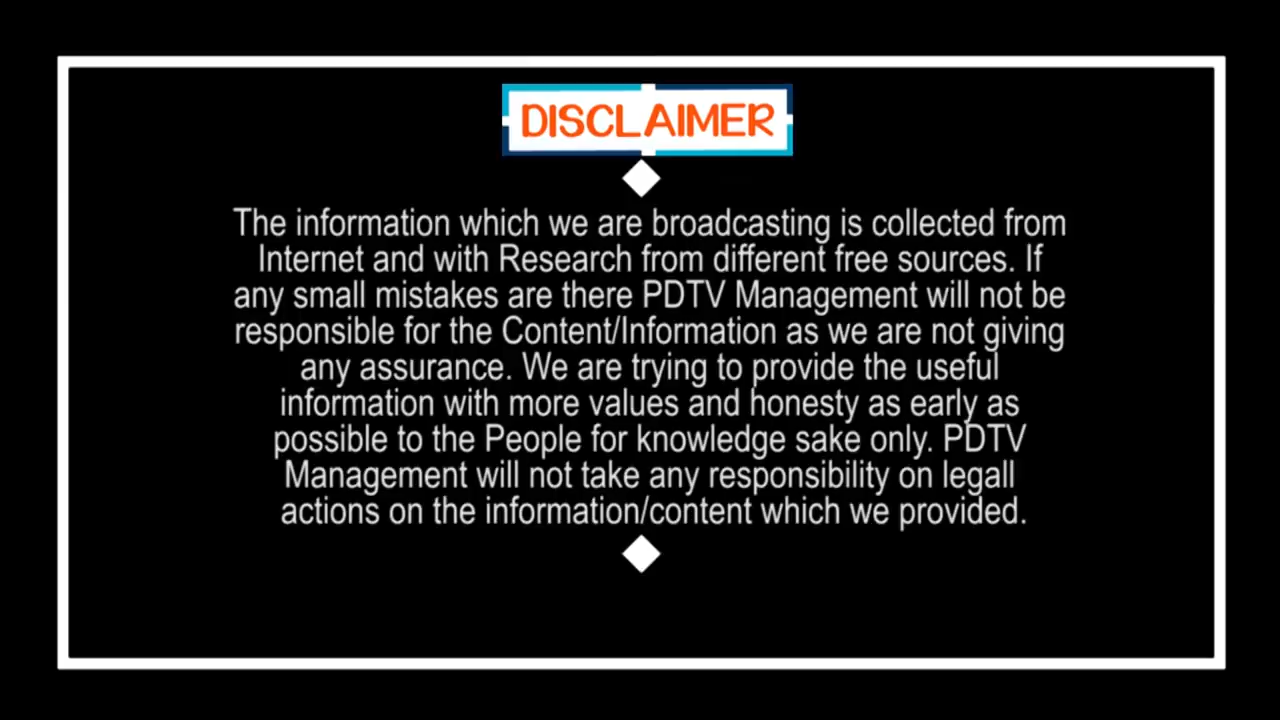 DISCLAIMER
The information which we are broadcasting is collected from
Internet and with Research from different free sources. If
any small mistakes are there PDTV Management will not be
responsible for the Content/Information as we are not giving
any assurance. We are trying to provide the useful
information with more values and honesty as early as
possible to the People for knowledge sake only. PDTV
Management will not take any responsibility on legall
actions on the information/content which we provided.